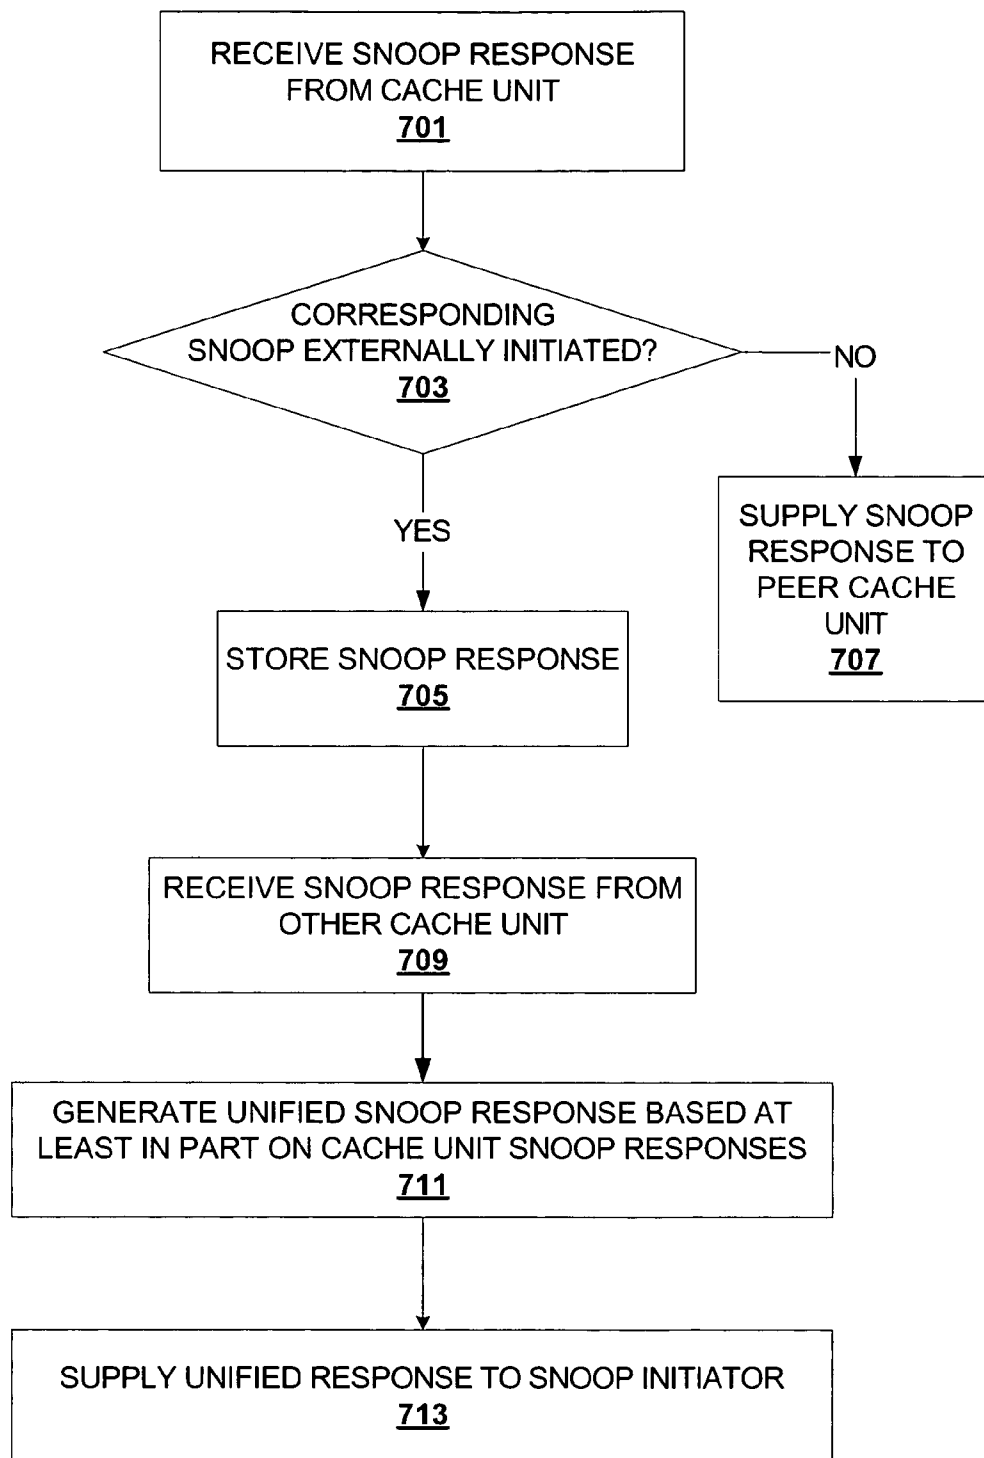 RECEIVE SNOOP RESPONSE
FROM CACHE UNIT
701
CORRESPONDING
SNOOP EXTERNALLY INITIATED?
703
NO
YES
SUPPLY SNOOP
RESPONSE TO
PEER CACHE
UNIT
707
STORE SNOOP RESPONSE
705
RECEIVE SNOOP RESPONSE FROM
OTHER CACHE UNIT
709
GENERATE UNIFIED SNOOP RESPONSE BASED AT
LEAST IN PART ON CACHE UNIT SNOOP RESPONSES
711
SUPPLY UNIFIED RESPONSE TO SNOOP INITIATOR
713